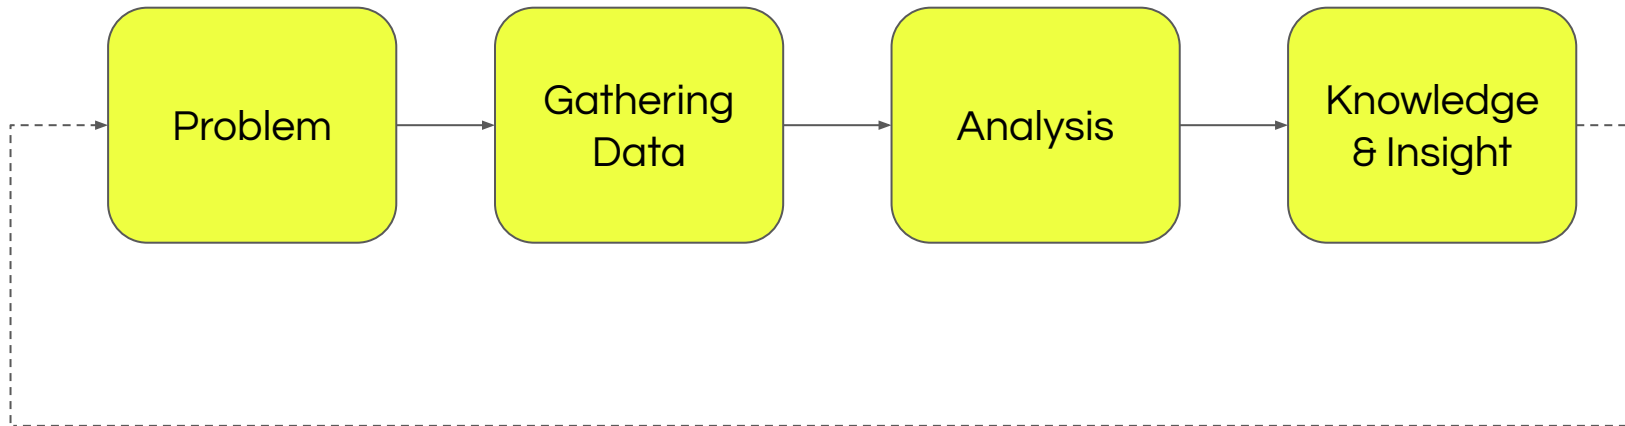 Problem
Gathering
Data
Analysis
Knowledge
& Insight